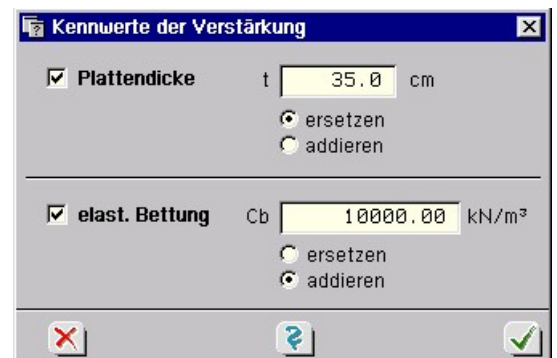 Kennwerte der Verstärkung
Plattendicke t 35.0 cm
ersetzen
addieren
elast. Bettung Cb 10000.00 kN/m³
ersetzen
addieren